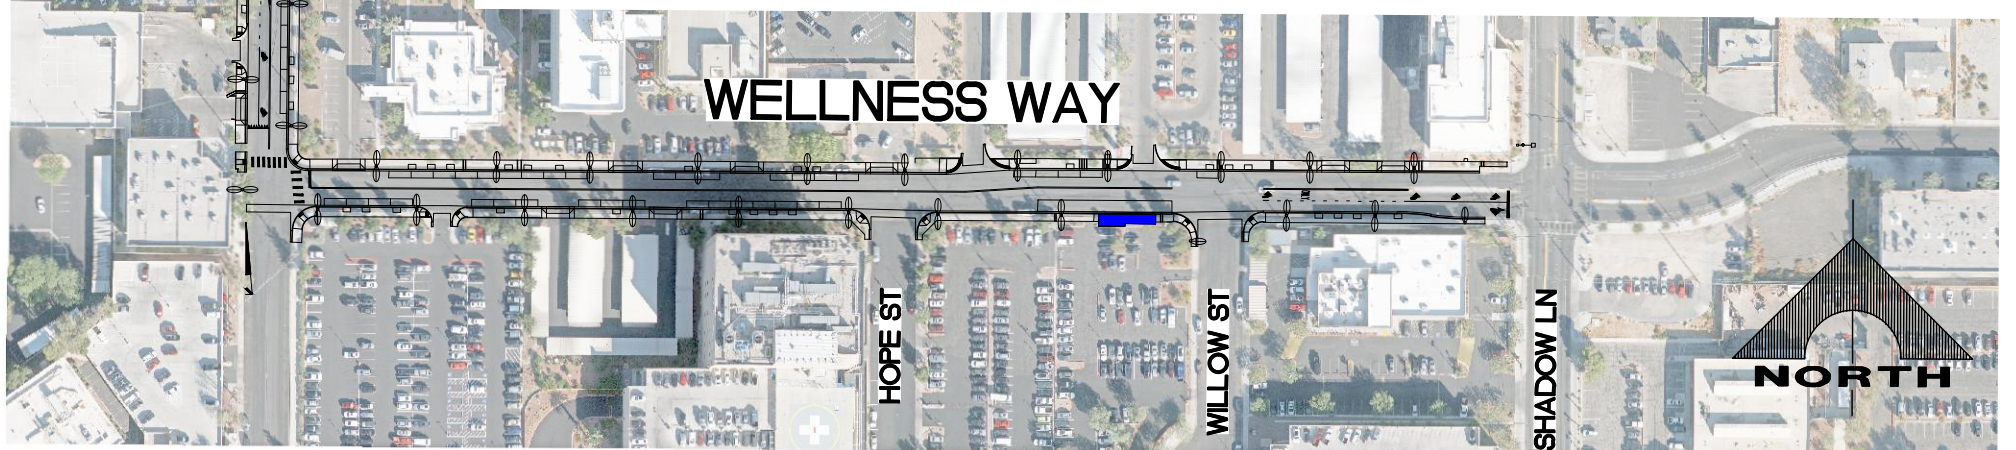 WELLNESS WAY
HOPE ST
WILLOW ST
SHADOW LN
NORTH